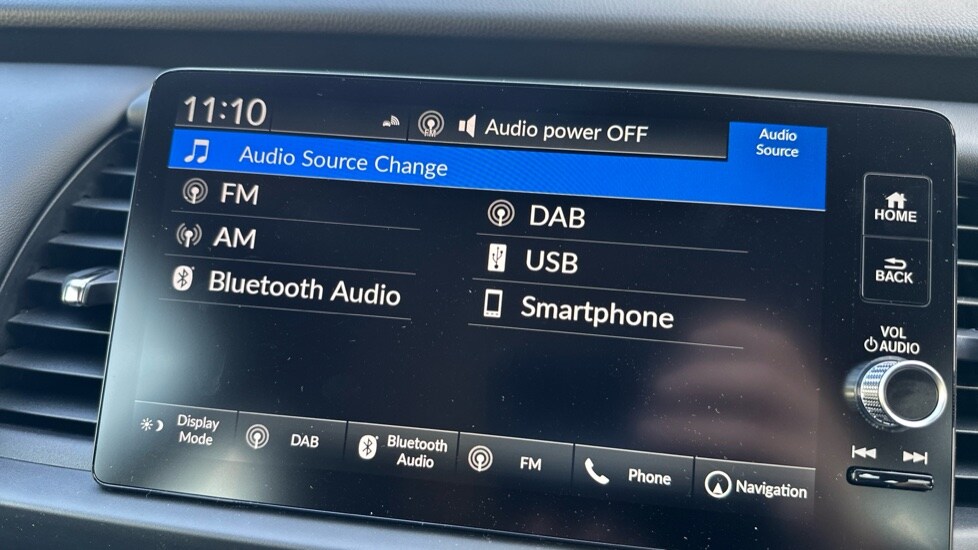 11:10
FM
Audio power OFF
Audio
Source
Audio Source Change
FM
DAB
AM
USB
Bluetooth Audio
Smartphone
HOME
BACK
VOL
AUDIO
Display
Mode
DAB
Bluetooth
Audio
FM
Phone
Navigation